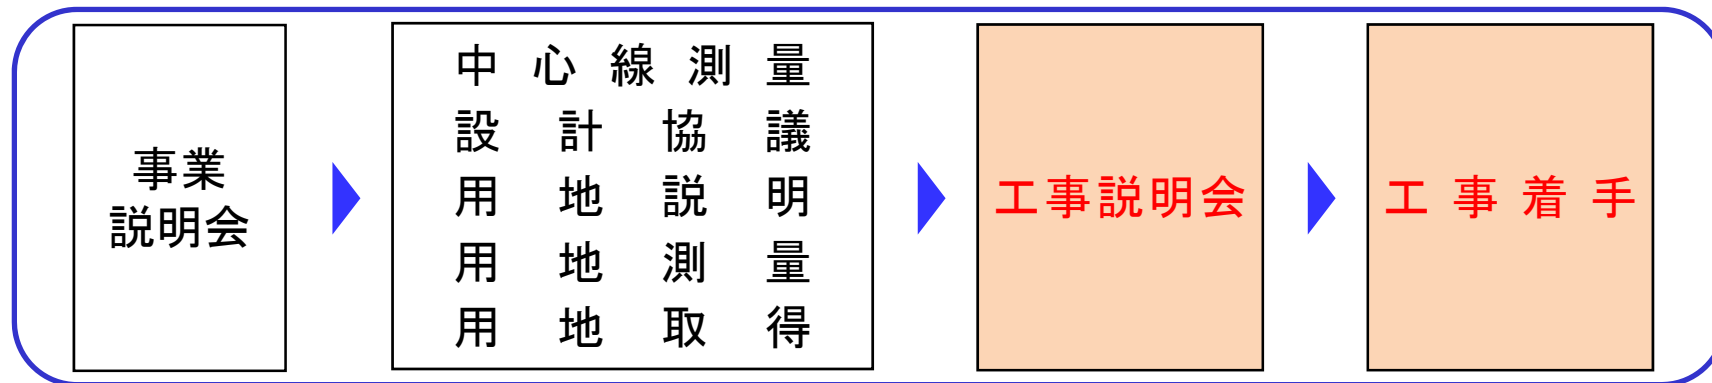 事業
説明会
中心線測量
設計協議
用地説明
用地測量
用地取得
工事説明会
工事着手